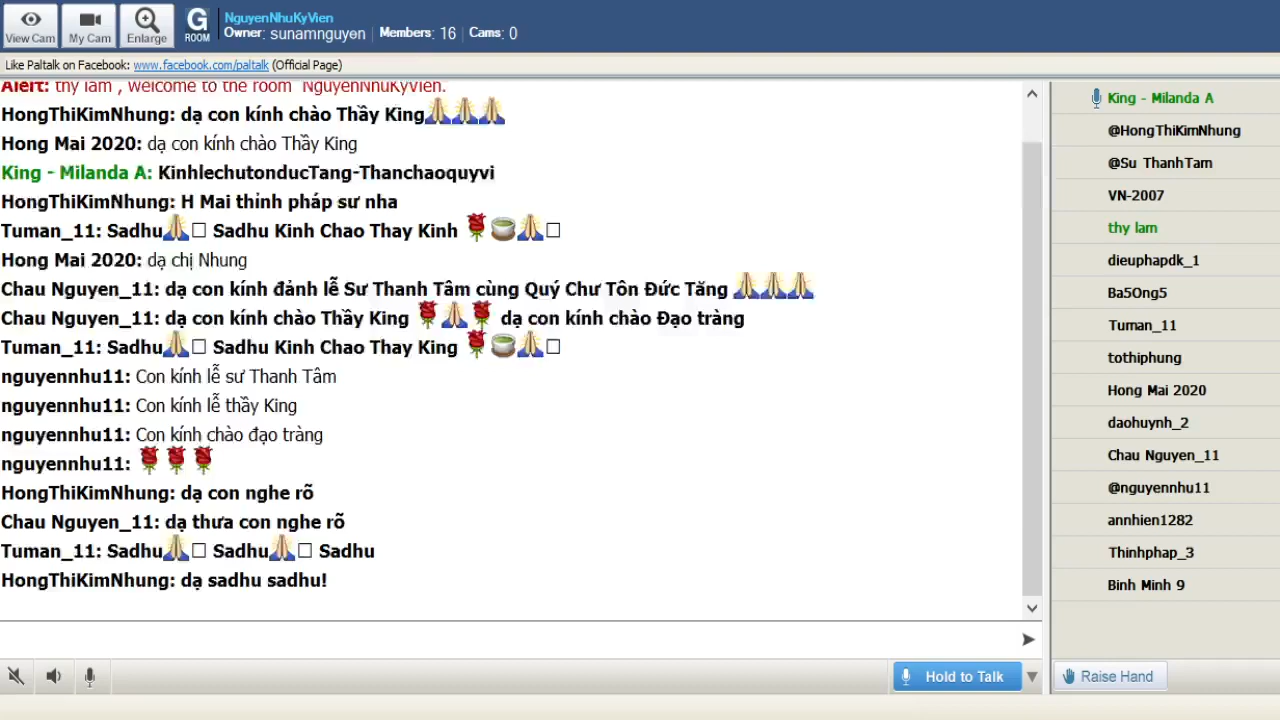 View Cam
My Cam
Enlarge
G
ROOM
NguyenNhuKyVien
Owner: sunamnguyen | Members: 16 | Cams: 0
Like Paltalk on Facebook: www.facebook.com/paltalk (Official Page)
Alert: thy lam , welcome to the room "NguyenNhuKyVien.
HongThiKimNhung: dạ con kính chào Thầy King🙏🙏🙏
Hong Mai 2020: dạ con kính chào Thầy King
King - Milanda A: KinhlechutonducTang-Thanchaoquyvi
HongThiKimNhung: H Mai thỉnh pháp sư nha
Tuman_11: Sadhu🙏□ Sadhu Kinh Chao Thay Kinh 🌹🍵🙏□
Hong Mai 2020: dạ chị Nhung
Chau Nguyen_11: dạ con kính đảnh lễ Sư Thanh Tâm cùng Quý Chư Tôn Đức Tăng 🙏🙏🙏
Chau Nguyen_11: dạ con kính chào Thầy King 🌹🙏🌹 dạ con kính chào Đạo tràng
Tuman_11: Sadhu🙏□ Sadhu Kinh Chao Thay King 🌹🍵🙏□
nguyennhu11: Con kính lễ sư Thanh Tâm
nguyennhu11: Con kính lễ thầy King
nguyennhu11: Con kính chào đạo tràng
nguyennhu11: 🌹🌹🌹
HongThiKimNhung: dạ con nghe rõ
Chau Nguyen_11: dạ thưa con nghe rõ
Tuman_11: Sadhu🙏□ Sadhu🙏□ Sadhu
HongThiKimNhung: dạ sadhu sadhu!
Hold to Talk
King - Milanda A
@HongThiKimNhung
@Su ThanhTam
VN-2007
thy lam
dieuphapdk_1
Ba5Ong5
Tuman_11
tothiphung
Hong Mai 2020
daohuynh_2
Chau Nguyen_11
@nguyennhu11
annhien1282
Thinhphap_3
Binh Minh 9
Raise Hand